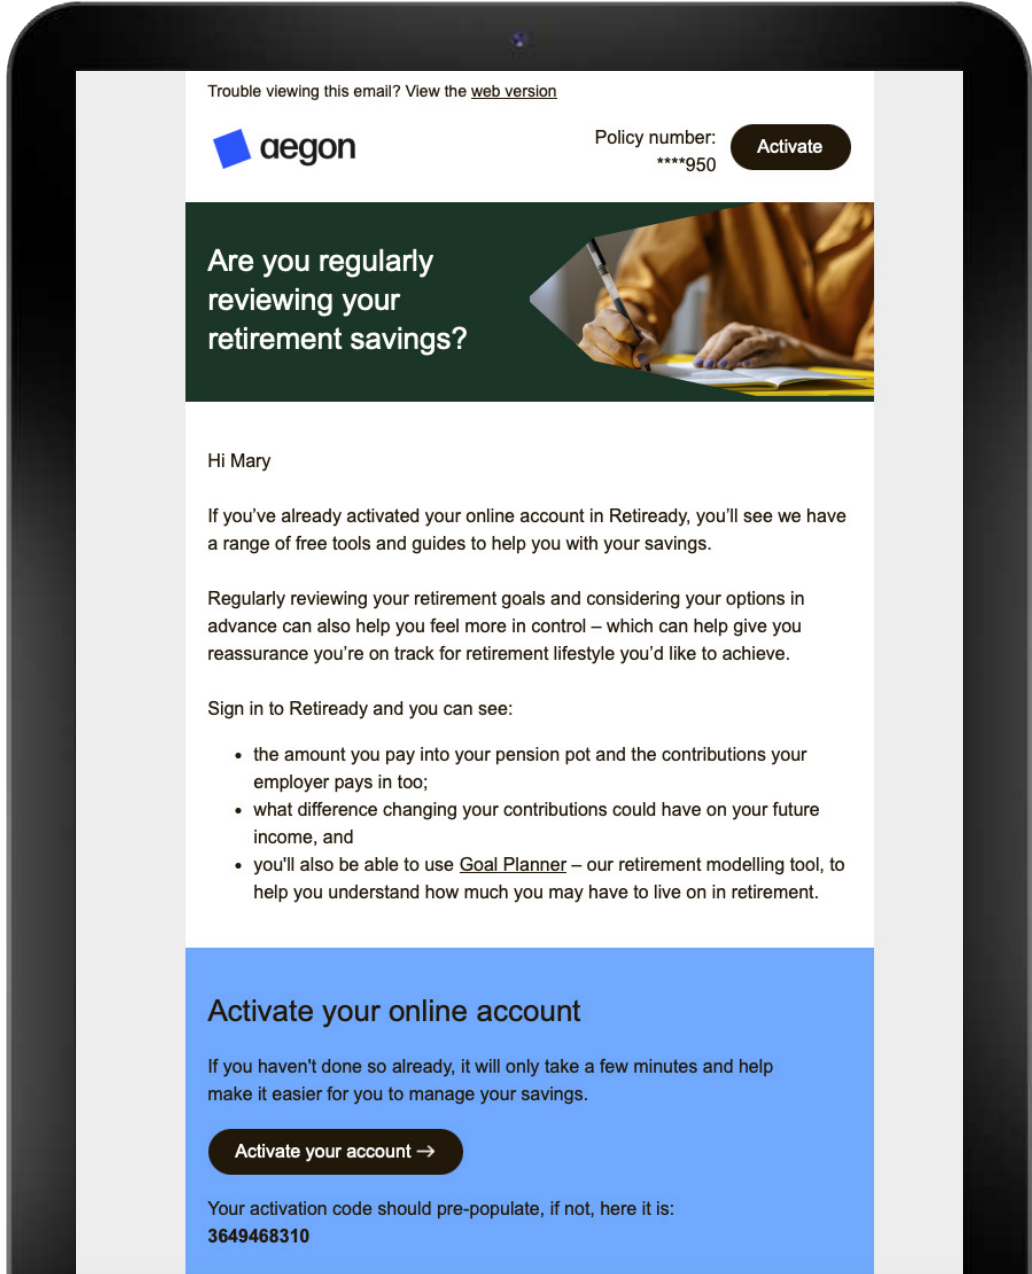 Trouble viewing this email? View the web version
aegon
Policy number:
****950
Activate
Are you regularly
reviewing your
retirement savings?
Hi Mary
If you’ve already activated your online account in Retiready, you’ll see we have
a range of free tools and guides to help you with your savings.
Regularly reviewing your retirement goals and considering your options in
advance can also help you feel more in control – which can help give you
reassurance you’re on track for retirement lifestyle you’d like to achieve.
Sign in to Retiready and you can see:
• the amount you pay into your pension pot and the contributions your
employer pays in too;
• what difference changing your contributions could have on your future
income, and
• you'll also be able to use Goal Planner – our retirement modelling tool, to
help you understand how much you may have to live on in retirement.
Activate your online account
If you haven't done so already, it will only take a few minutes and help
make it easier for you to manage your savings.
Activate your account →
Your activation code should pre-populate, if not, here it is:
3649468310